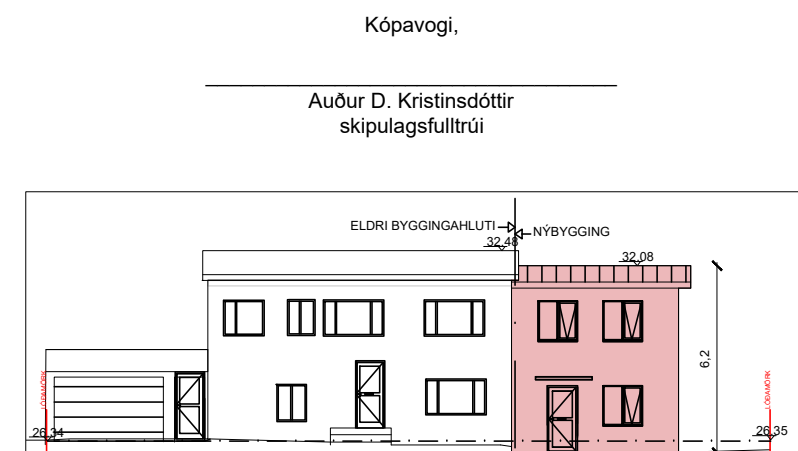 Kópavogi,
Auður D. Kristinsdóttir
skipulagsfulltrúi
ELDRI BYGGINGAHLUTI
NÝBYGGING
32,48
32,08
6,2
LÓÐAMÖRK
LÓÐAMÖRK
26,34
26,35